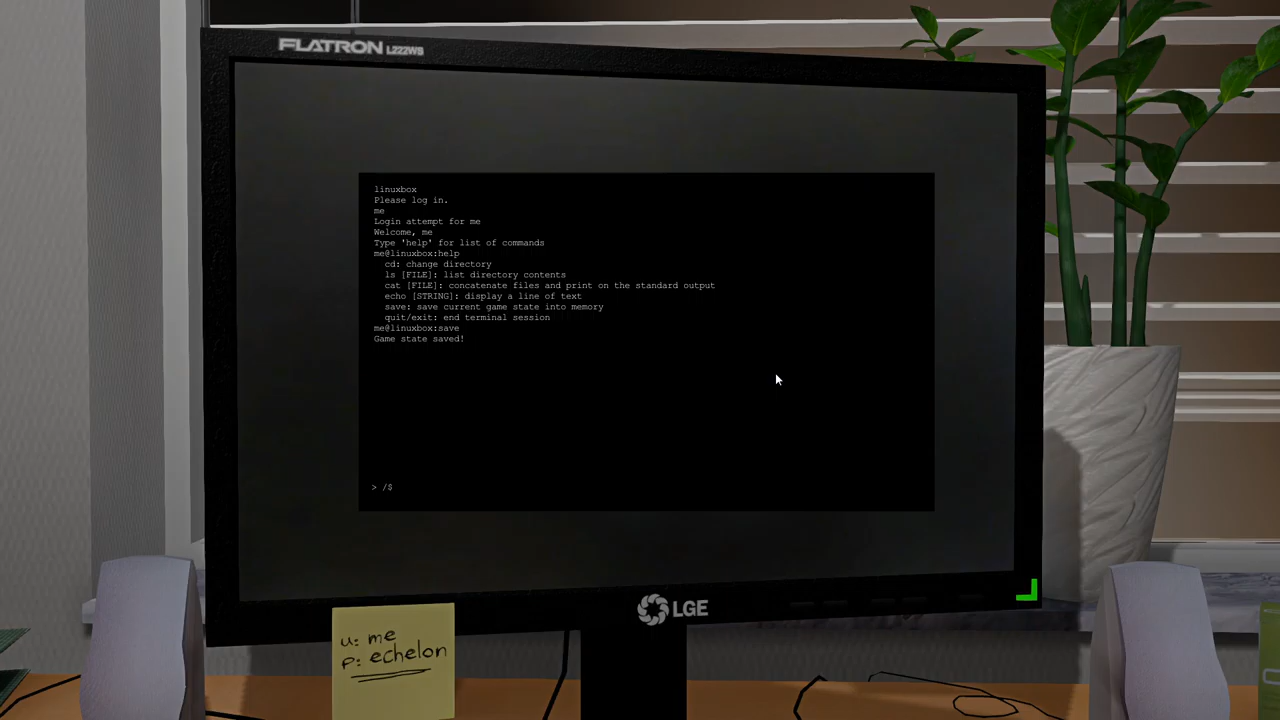 FLATRON L222WS
linuxbox
Please log in.
me
Login attempt for me
Welcome, me
Type 'help' for list of commands
me@linuxbox:help
cd: change directory
ls [FILE]: list directory contents
cat [FILE]: concatenate files and print on the standard output
echo [STRING]: display a line of text
save: save current game state into memory
quit/exit: end terminal session
me@linuxbox:save
Game state saved!
> /$
LGE
u: me
p: echelon